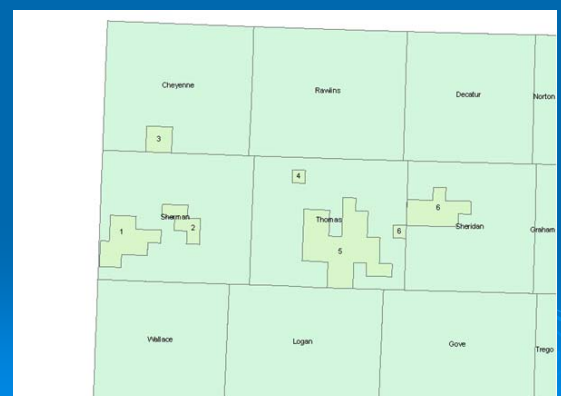 Cheyenne
Rawlins
Decatur
Norton
3
4
Sherman
1
2
Thomas
5
6
6
Sheridan
Graham
Wallace
Logan
Gove
Trego